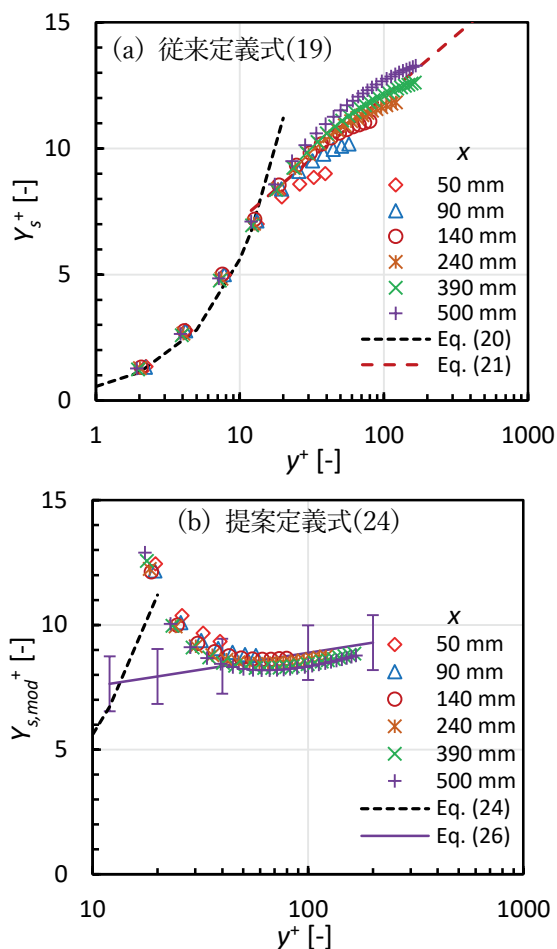 (a) 従来定義式(19)
15
10
5
0
Yₛ⁺ [-]
x
50 mm
90 mm
140 mm
240 mm
390 mm
500 mm
Eq. (20)
Eq. (21)
1
10
100
1000
y⁺ [-]
(b) 提案定義式(24)
15
10
5
0
Yₛ,mod⁺ [-]
x
50 mm
90 mm
140 mm
240 mm
390 mm
500 mm
Eq. (24)
Eq. (26)
10
100
1000
y⁺ [-]